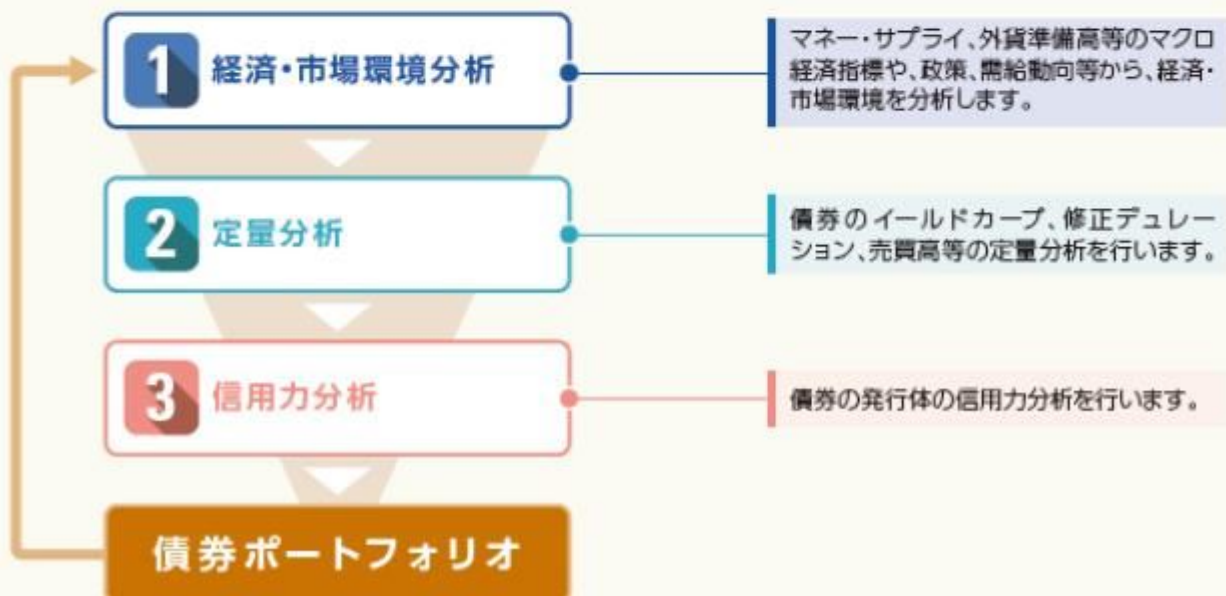 1 経済・市場環境分析
マネー・サプライ、外貨準備高等のマクロ
経済指標や、政策、需給動向等から、経済・
市場環境を分析します。
2 定量分析
債券のイールドカーブ、修正デュレー
ション、売買高等の定量分析を行います。
3 信用力分析
債券の発行体の信用力分析を行います。
債券ポートフォリオ